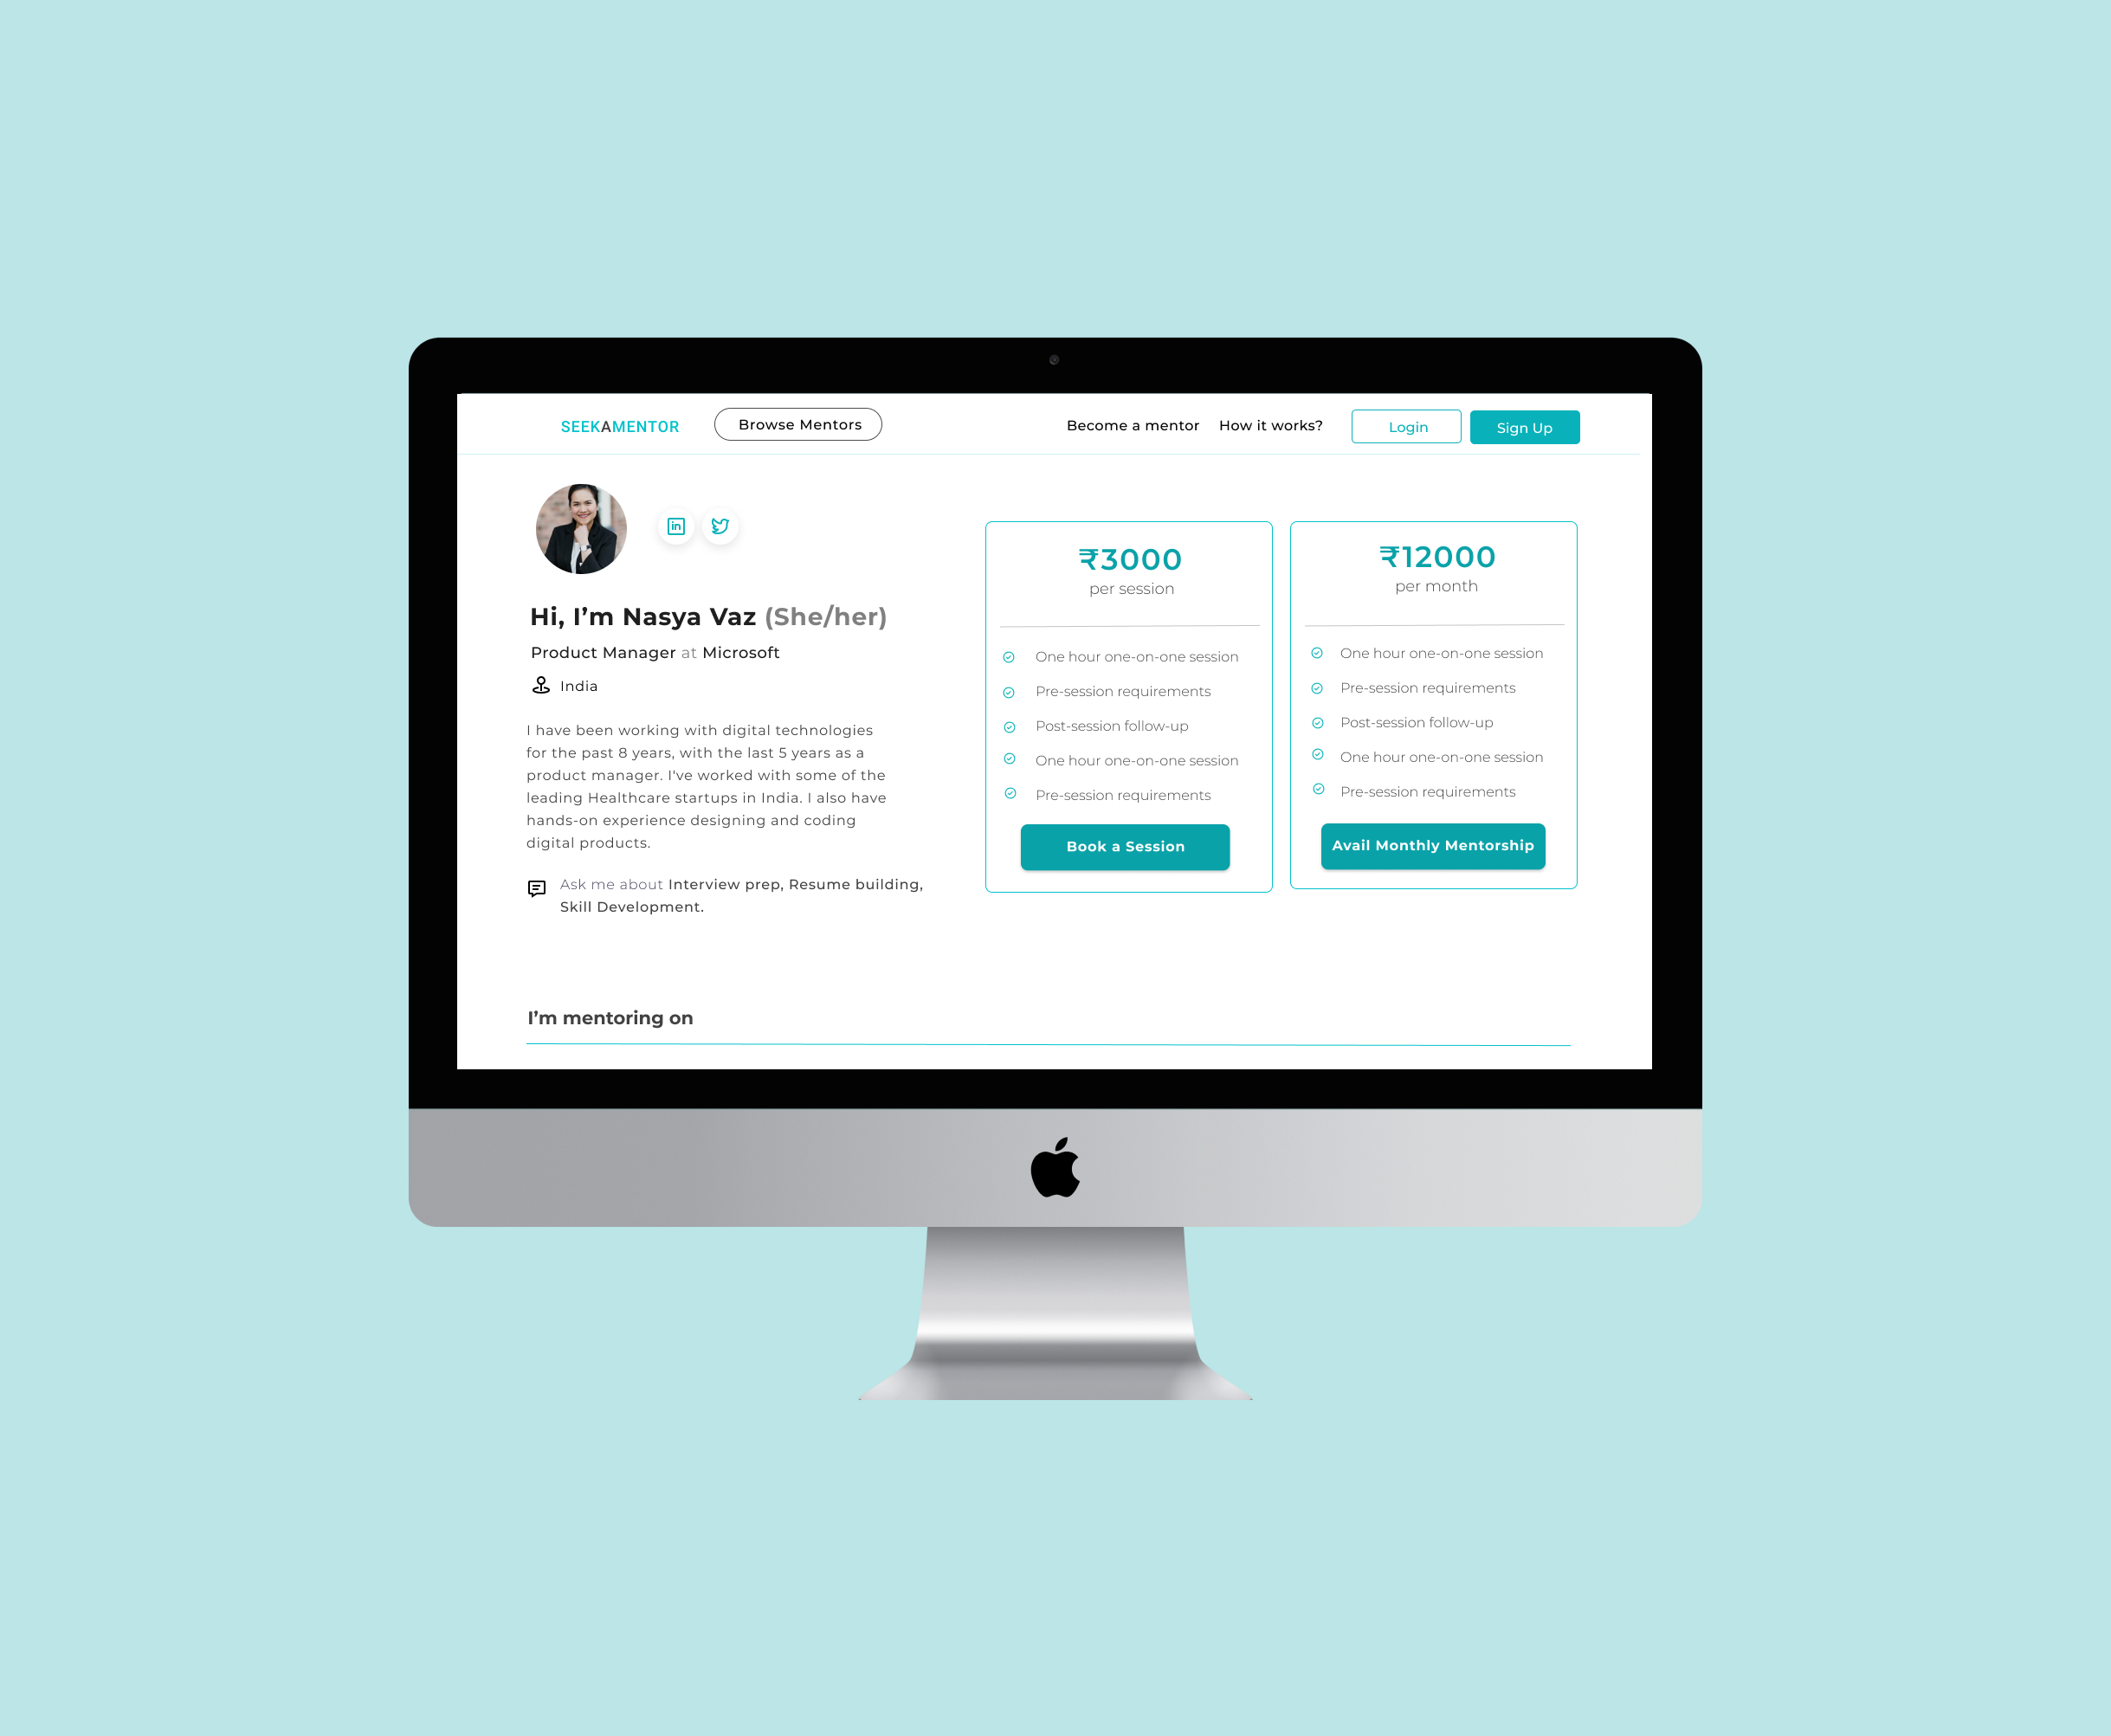 SEEKAMENTOR
Browse Mentors
Become a mentor
How it works?
Login
Sign Up
in
Hi, I’m Nasya Vaz (She/her)
Product Manager at Microsoft
India
I have been working with digital technologies
for the past 8 years, with the last 5 years as a
product manager. I've worked with some of the
leading Healthcare startups in India. I also have
hands-on experience designing and coding
digital products.
Ask me about Interview prep, Resume building,
Skill Development.
₹3000
per session
One hour one-on-one session
Pre-session requirements
Post-session follow-up
One hour one-on-one session
Pre-session requirements
Book a Session
₹12000
per month
One hour one-on-one session
Pre-session requirements
Post-session follow-up
One hour one-on-one session
Pre-session requirements
Avail Monthly Mentorship
I’m mentoring on